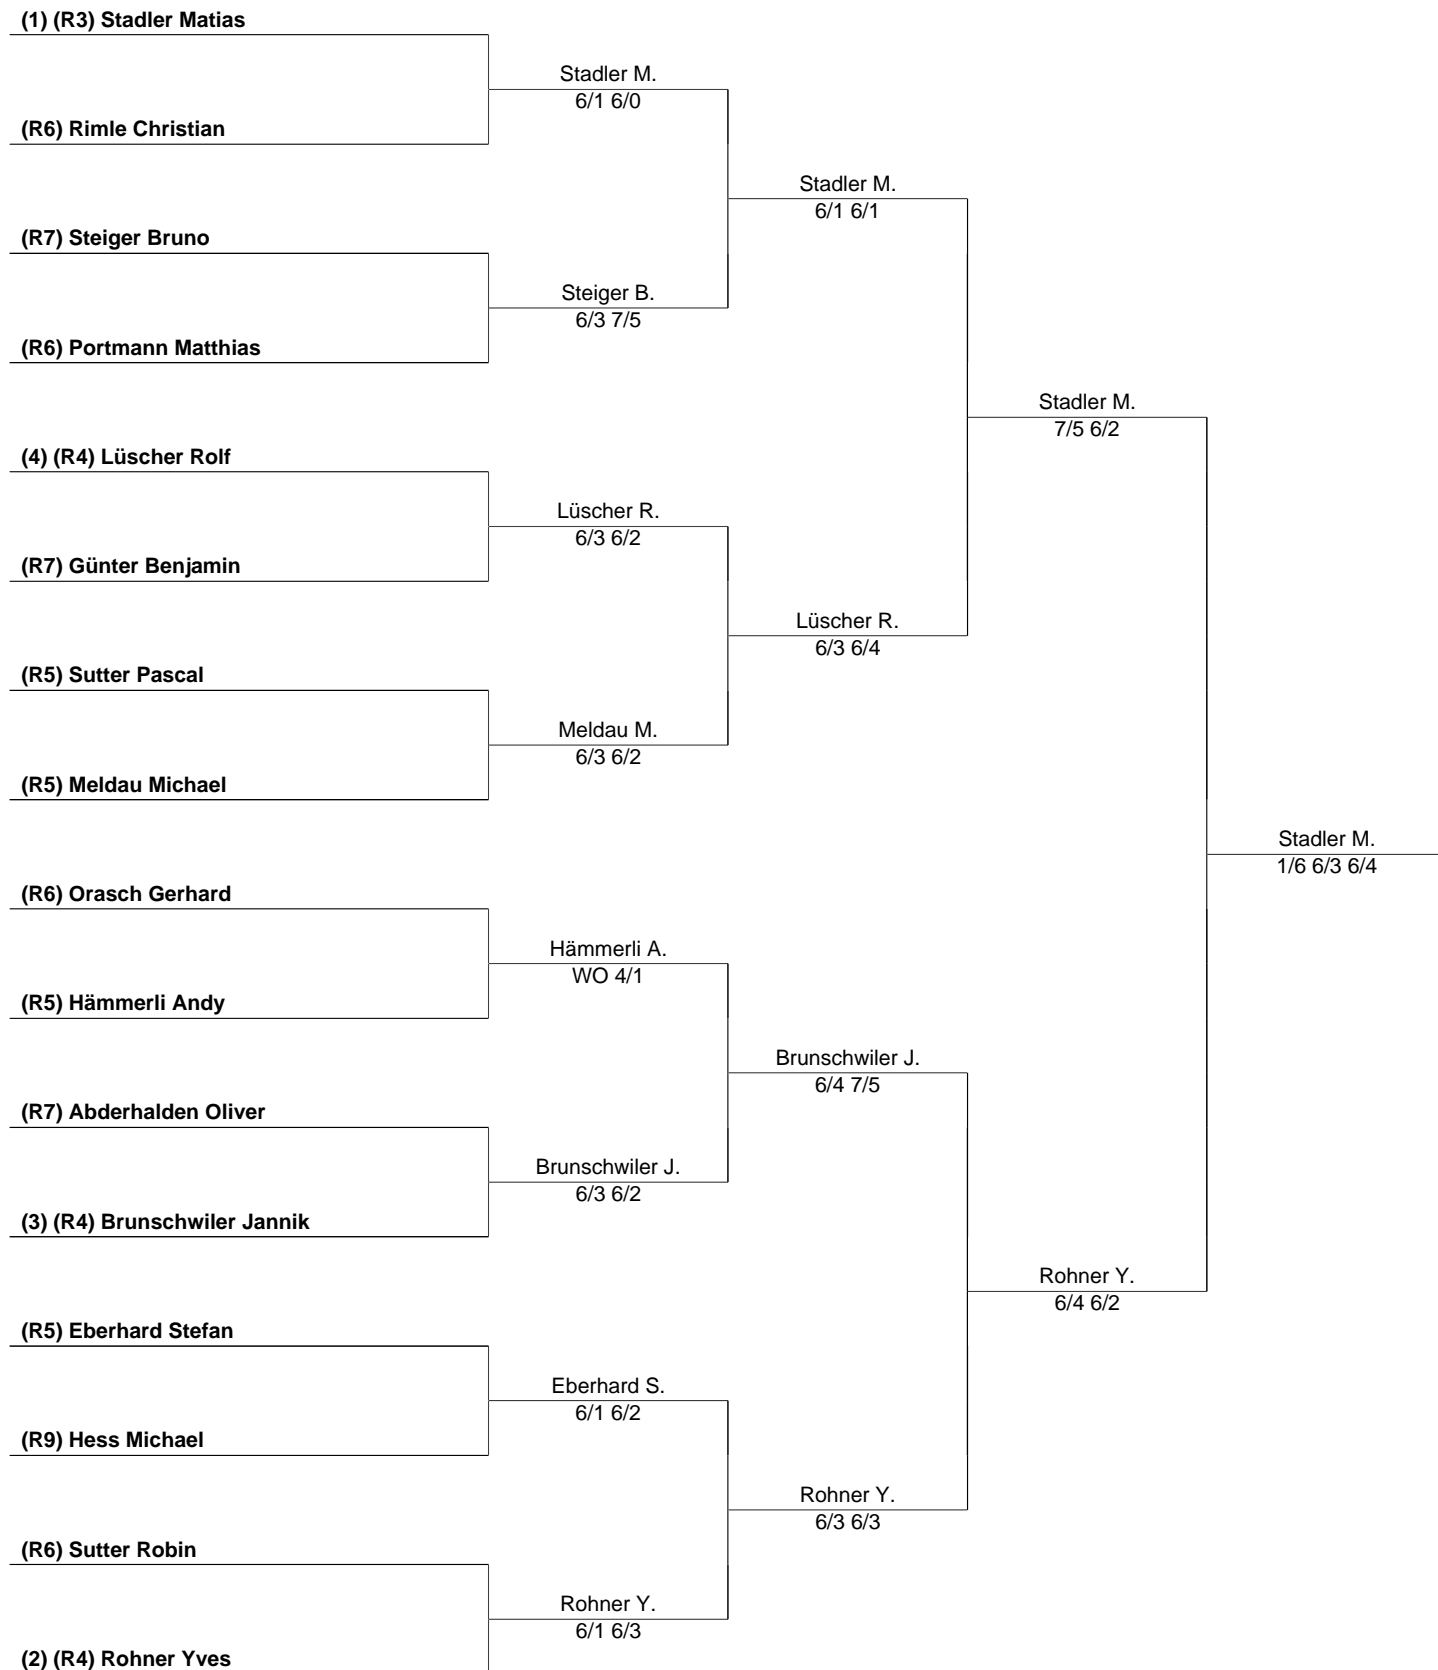 (1) (R3) Stadler Matias
Stadler M.
6/1 6/0
(R6) Rimle Christian
Stadler M.
6/1 6/1
(R7) Steiger Bruno
Steiger B.
6/3 7/5
(R6) Portmann Matthias
Stadler M.
7/5 6/2
(4) (R4) Lüscher Rolf
Lüscher R.
6/3 6/2
(R7) Günter Benjamin
Lüscher R.
6/3 6/4
(R5) Sutter Pascal
Meldau M.
6/3 6/2
(R5) Meldau Michael
Stadler M.
1/6 6/3 6/4
(R6) Orasch Gerhard
Hämmerli A.
WO 4/1
(R5) Hämmerli Andy
Brunschwiler J.
6/4 7/5
(R7) Abderhalden Oliver
Brunschwiler J.
6/3 6/2
(3) (R4) Brunschwiler Jannik
Rohner Y.
6/4 6/2
(R5) Eberhard Stefan
Eberhard S.
6/1 6/2
(R9) Hess Michael
Rohner Y.
6/3 6/3
(R6) Sutter Robin
Rohner Y.
6/1 6/3
(2) (R4) Rohner Yves